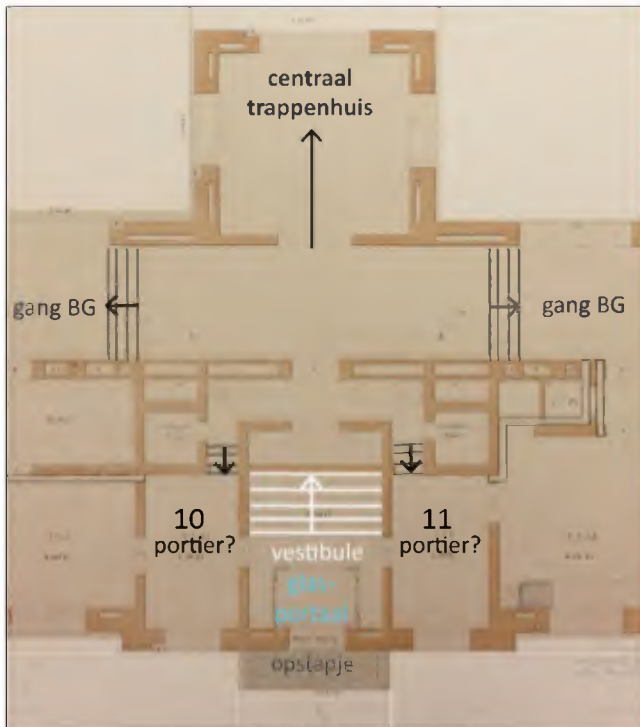 centraal
trappenhuis
gang BG
gang BG
10
portier?
11
portier?
vestibule
glas-
portaal
opstapje